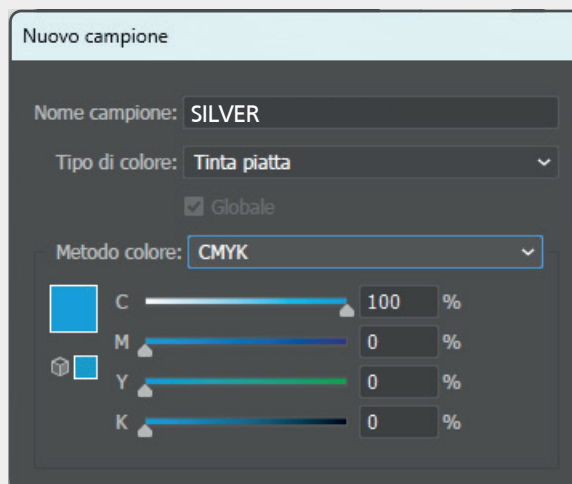 Nuovo campione
Nome campione: SILVER
Tipo di colore: Tinta piatta
Globale
Metodo colore: CMYK
C 100 %
M 0 %
Y 0 %
K 0 %